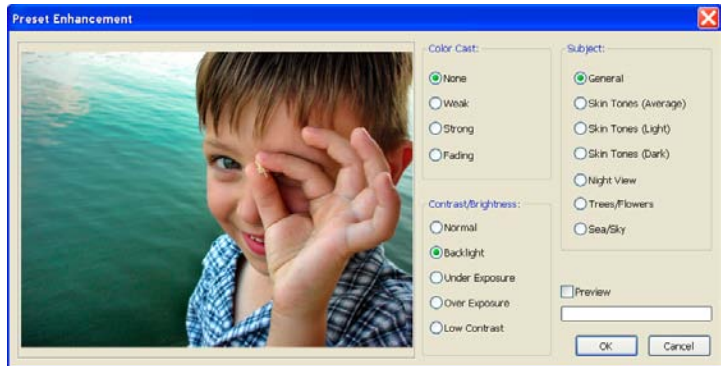 Preset Enhancement
Color Cast:
None
Weak
Strong
Fading
Contrast/Brightness:
Normal
Backlight
Under Exposure
Over Exposure
Low Contrast
Subject:
General
Skin Tones (Average)
Skin Tones (Light)
Skin Tones (Dark)
Night View
Trees/Flowers
Sea/Sky
Preview
OK
Cancel